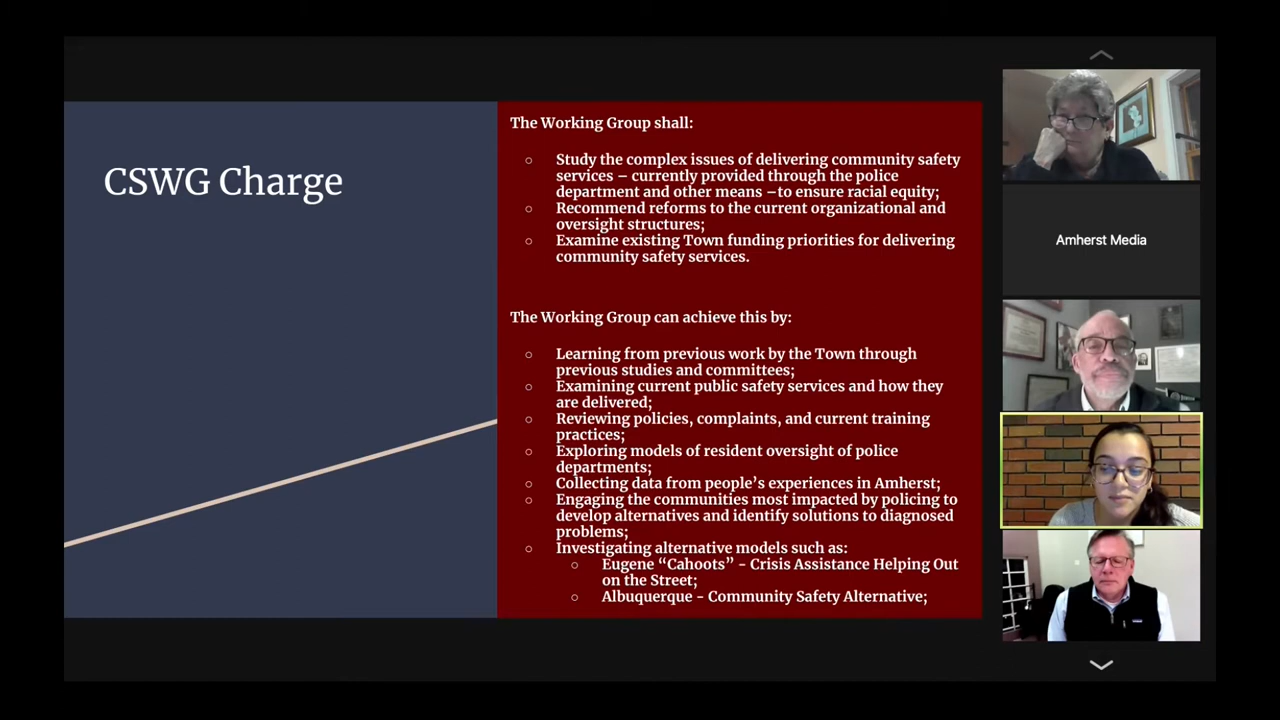 CSWG Charge
The Working Group shall:
○ Study the complex issues of delivering community safety
services – currently provided through the police
department and other means –to ensure racial equity;
○ Recommend reforms to the current organizational and
oversight structures;
○ Examine existing Town funding priorities for delivering
community safety services.
The Working Group can achieve this by:
○ Learning from previous work by the Town through
previous studies and committees;
○ Examining current public safety services and how they
are delivered;
○ Reviewing policies, complaints, and current training
practices;
○ Exploring models of resident oversight of police
departments;
○ Collecting data from people’s experiences in Amherst;
○ Engaging the communities most impacted by policing to
develop alternatives and identify solutions to diagnosed
problems;
○ Investigating alternative models such as:
○ Eugene “Cahoots” - Crisis Assistance Helping Out
on the Street;
○ Albuquerque - Community Safety Alternative;
Amherst Media